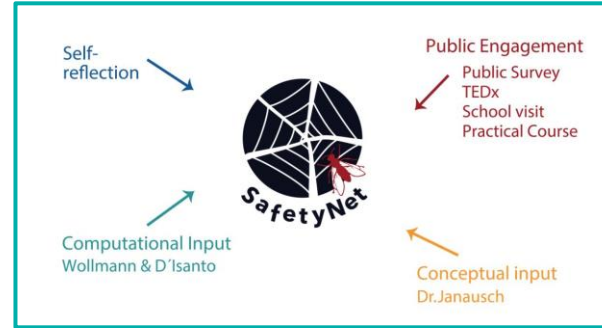 Self-
reflection
Public Engagement
Public Survey
TEDx
School visit
Practical Course
SafetyNet
Computational Input
Wollmann & D´Isanto
Conceptual input
Dr.Janausch